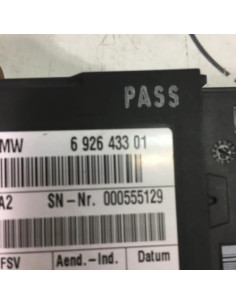 PASS
MW 6 926 433 01
A2 SN-Nr. 000555129
FSV Aend.-Ind. Datum